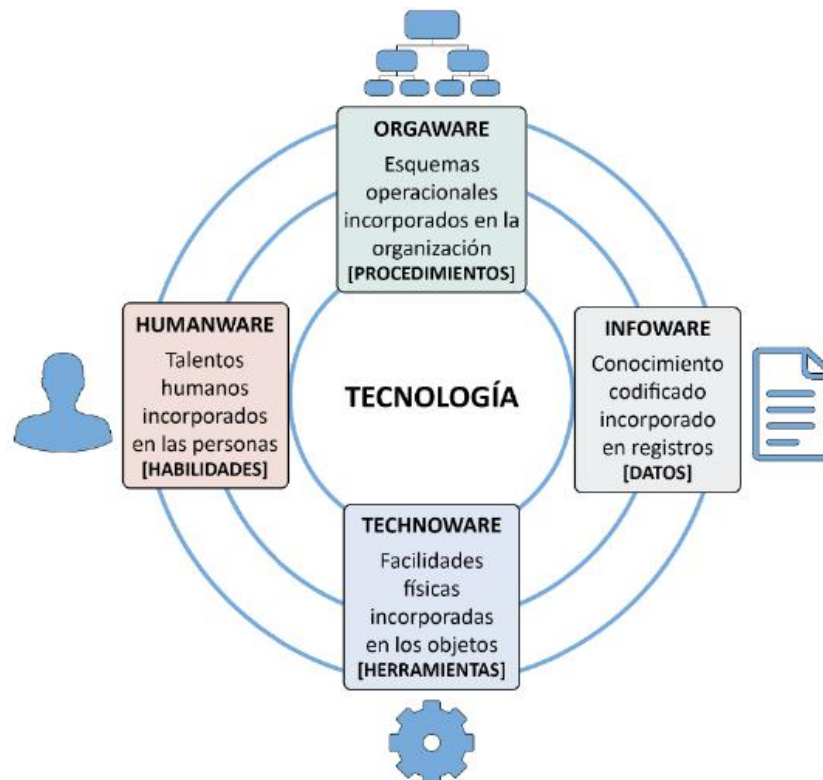 ORGAWARE
Esquemas
operacionales
incorporados en la
organización
[PROCEDIMIENTOS]
HUMANWARE
Talentos
humanos
incorporados
en las personas
[HABILIDADES]
TECNOLOGÍA
INFOWARE
Conocimiento
codificado
incorporado
en registros
[DATOS]
TECHNOWARE
Facilidades
físicas
incorporadas
en los objetos
[HERRAMIENTAS]